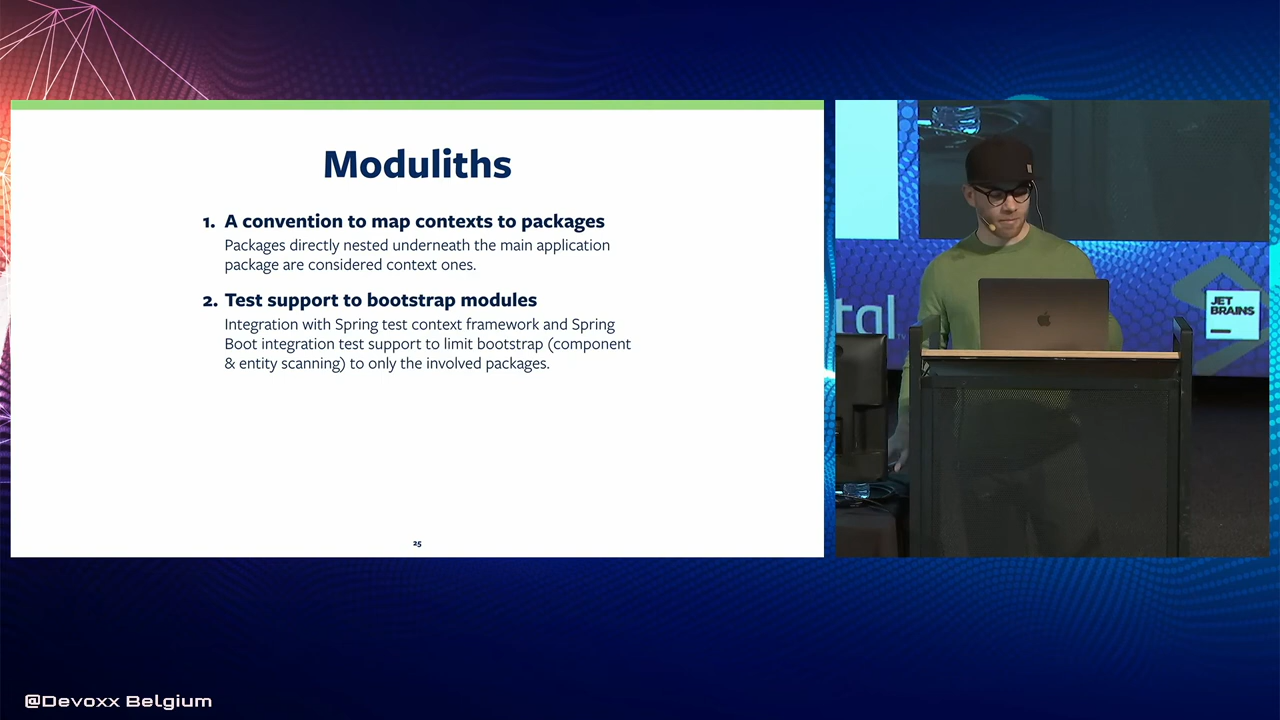 Moduliths
1. A convention to map contexts to packages
Packages directly nested underneath the main application
package are considered context ones.
2. Test support to bootstrap modules
Integration with Spring test context framework and Spring
Boot integration test support to limit bootstrap (component
& entity scanning) to only the involved packages.
25
tal
JET
BRAINS
@Devoxx Belgium